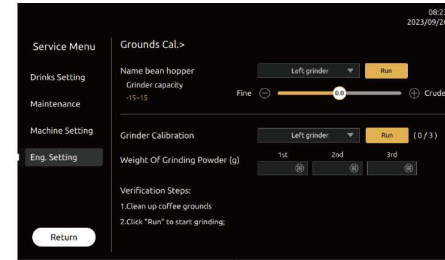 08:2
2023/09/20
Service Menu
Grounds Cal.>
Drinks Setting
Maintenance
Machine Setting
Eng. Setting
Return
Name bean hopper
Left grinder
Run
Grinder capacity
-15~15
Fine
0.0
Crude
Grinder Calibration
Left grinder
Run
(0/3)
1st 2nd 3rd
Weight Of Grinding Powder (g)
Verification Steps:
1.Clean up coffee grounds
2.Click "Run" to start grinding;